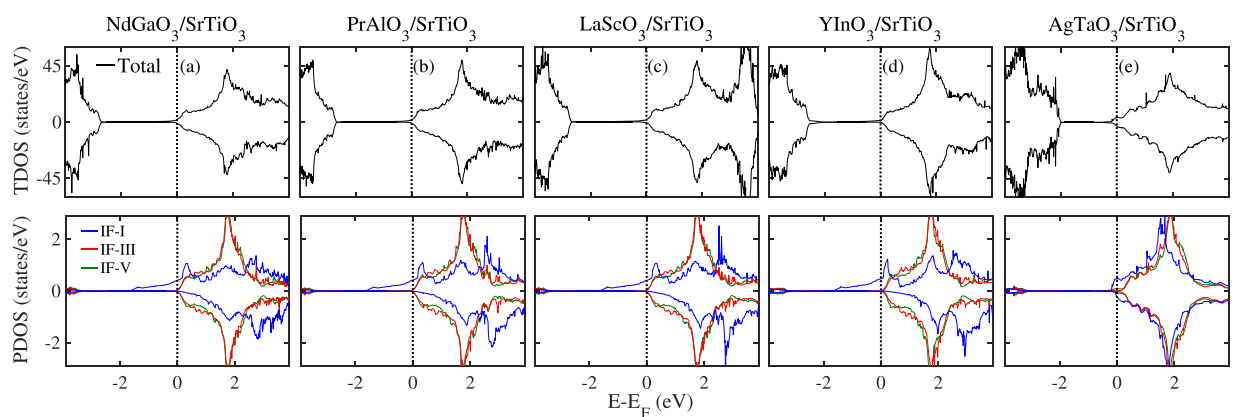 NdGaO3/SrTiO3 PrAlO3/SrTiO3 LaScO3/SrTiO3 YInO3/SrTiO3 AgTaO3/SrTiO3
TDOS (states/eV)
45
0
-45
Total
(a) (b) (c) (d) (e)
PDOS (states/eV)
2
0
-2
IF-I
IF-III
IF-V
-2 0 2 -2 0 2 -2 0 2 -2 0 2 -2 0 2
E-EF (eV)